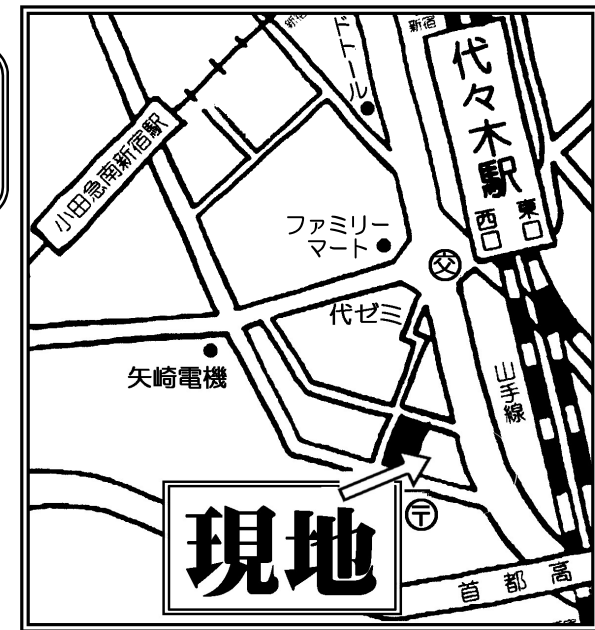 新宿
ドトール
新宿
代々木駅
西
東
小田急南新宿駅
ファミリー
マート
交
代ゼミ
矢崎電機
山手線
〒
現地
首都高